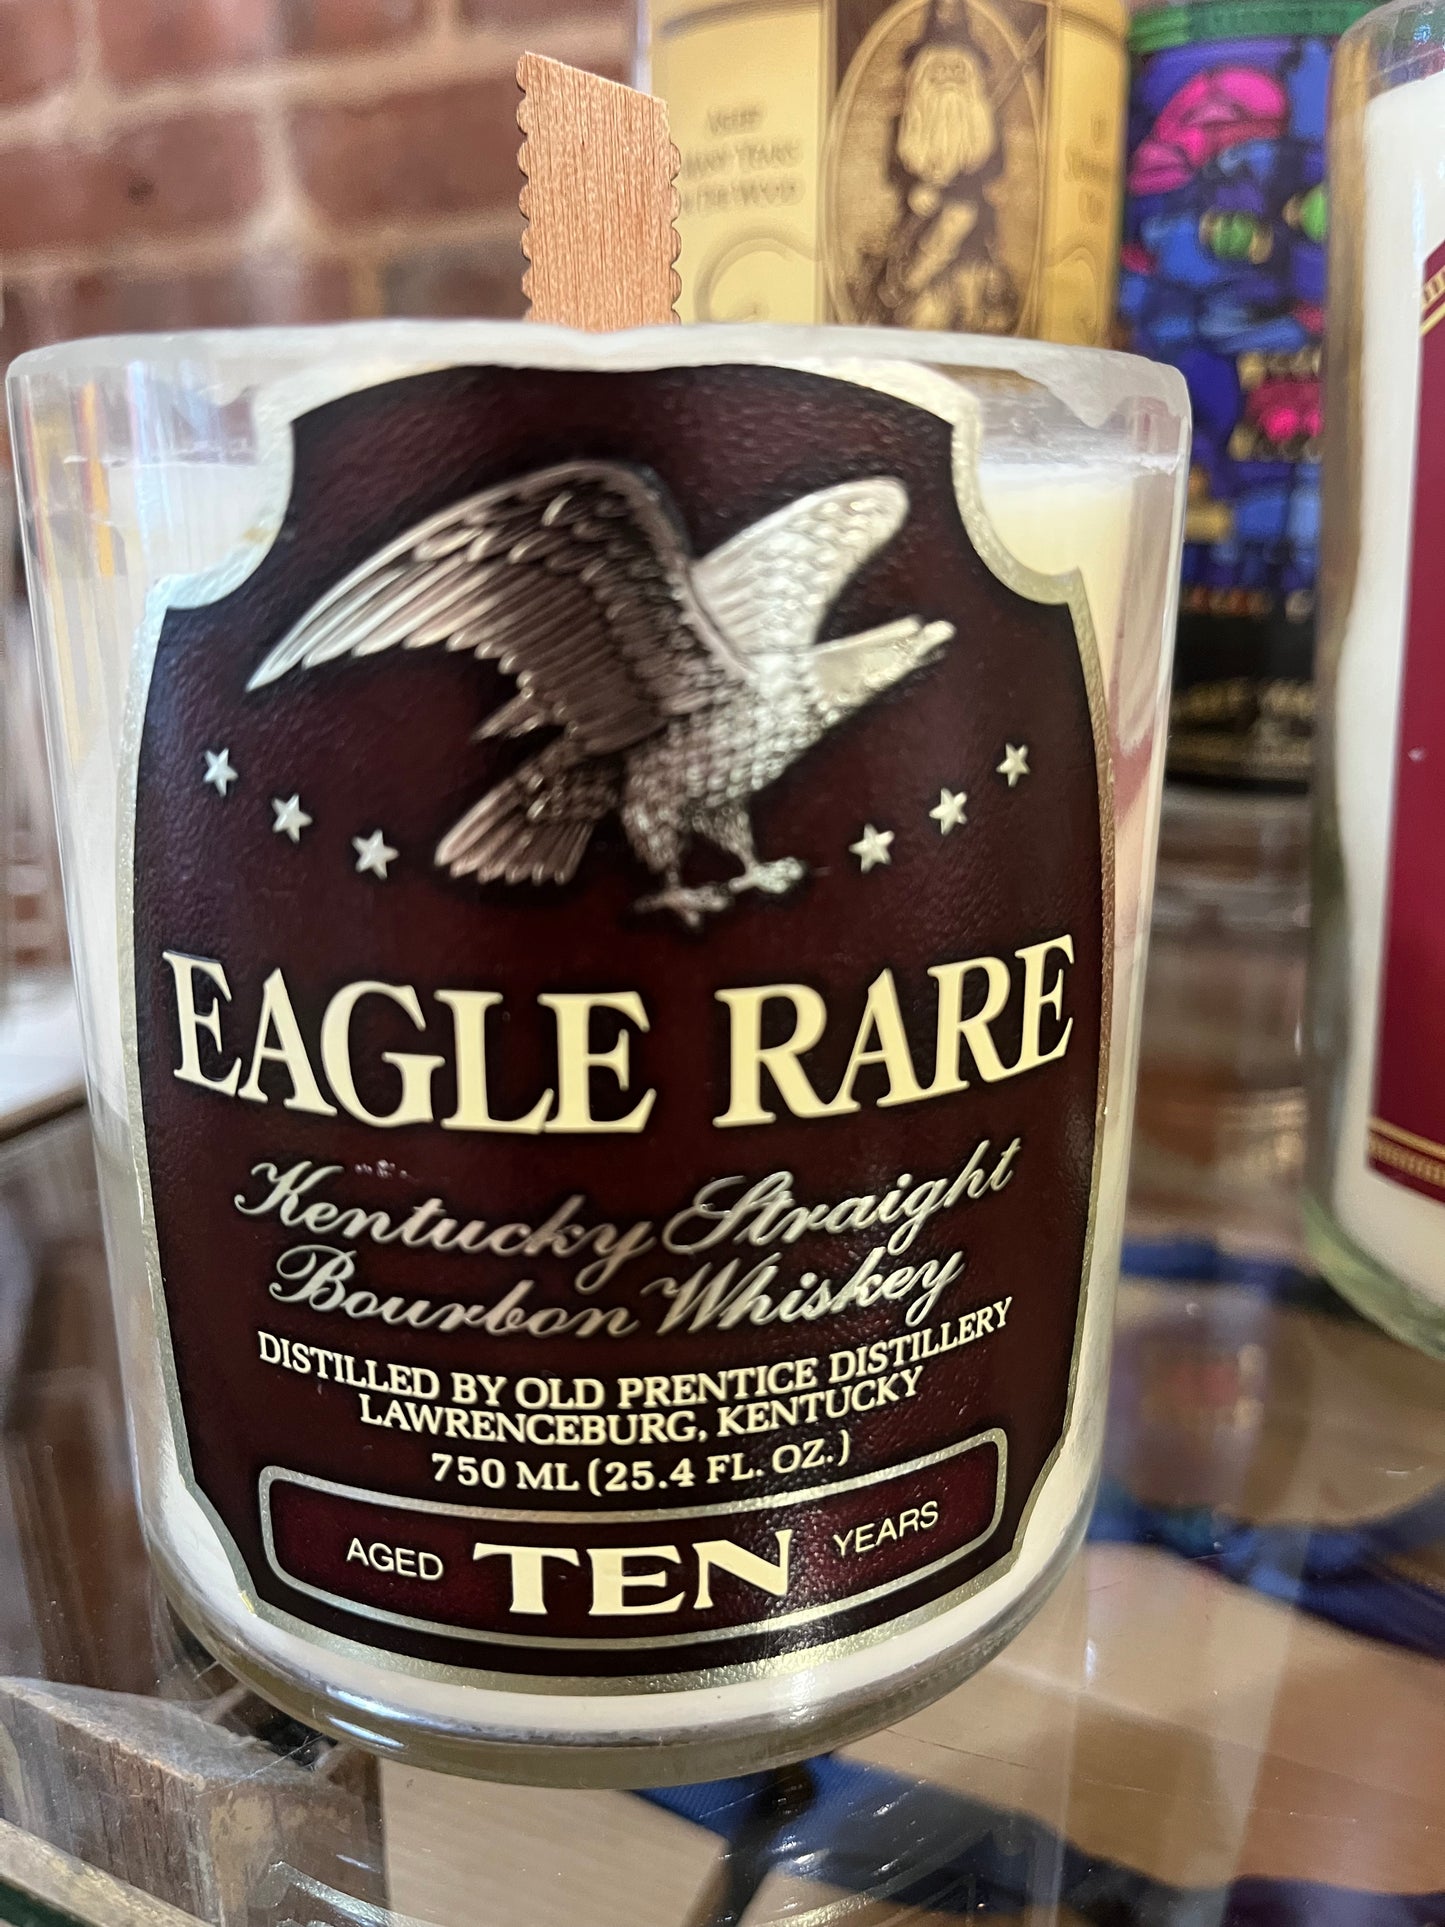 EAGLE RARE
Kentucky Straight
Bourbon Whiskey
DISTILLED BY OLD PRENTICE DISTILLERY
LAWRENCEBURG, KENTUCKY
750 ML (25.4 FL. OZ.)
AGED TEN YEARS